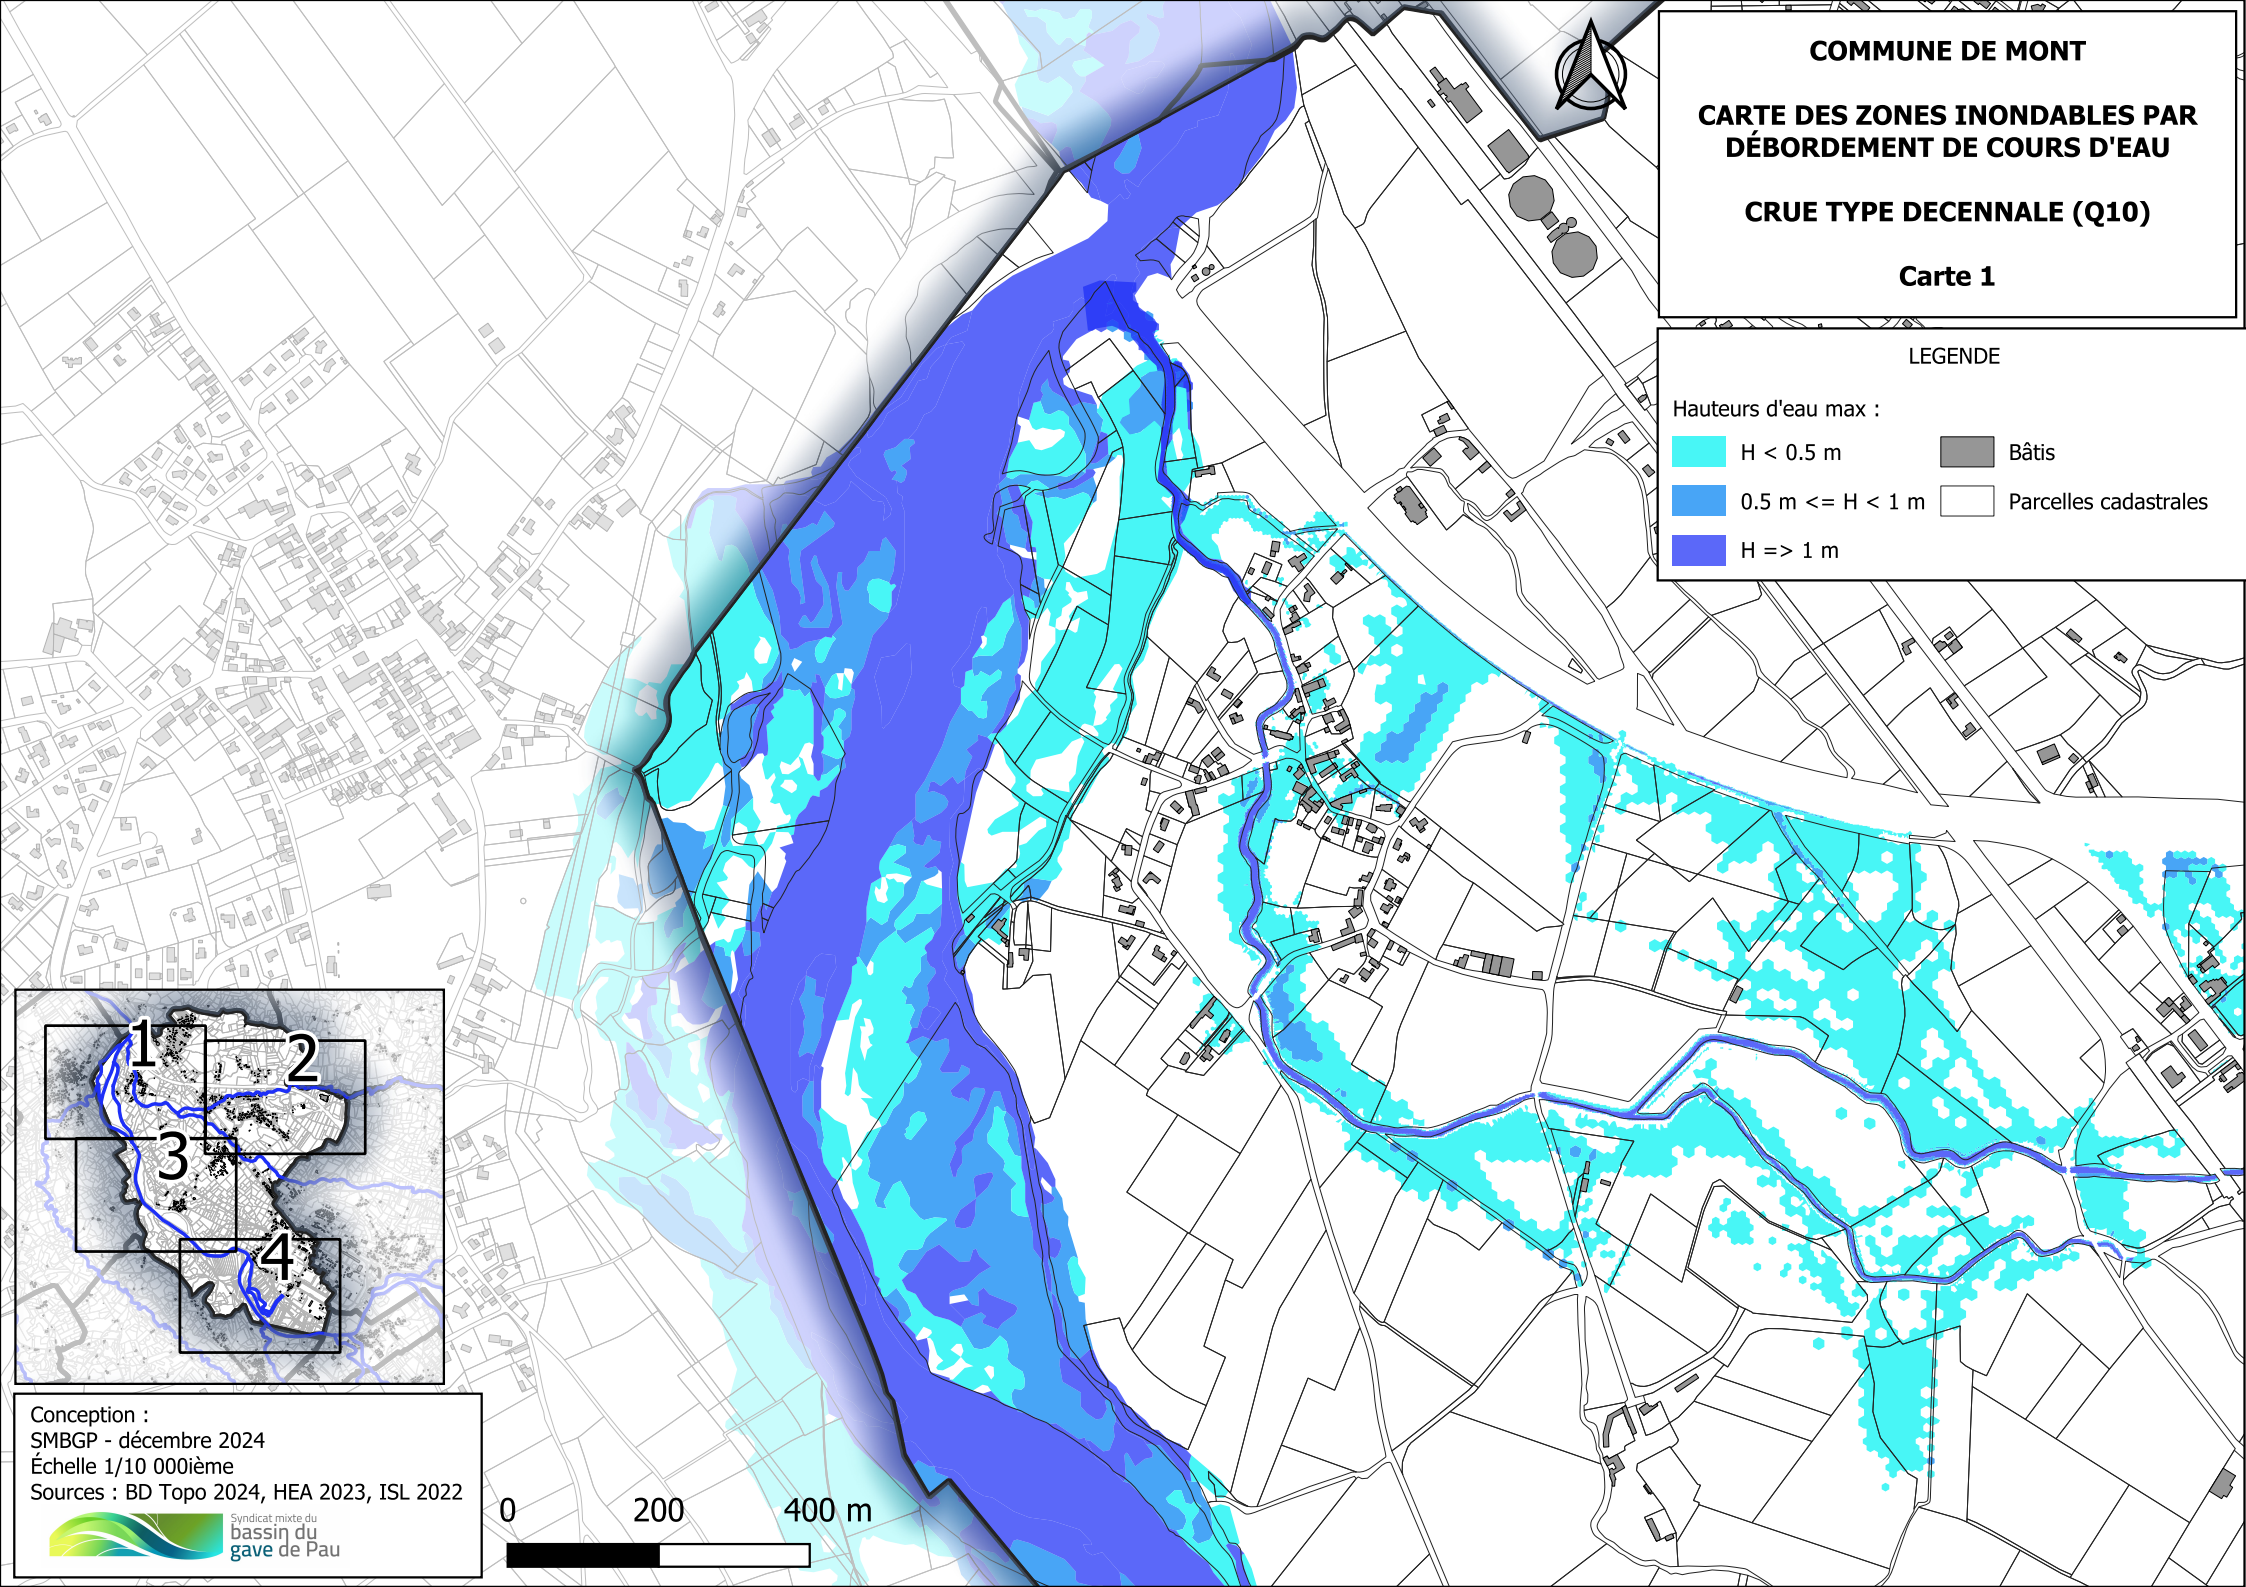 COMMUNE DE MONT
CARTE DES ZONES INONDABLES PAR
DÉBORDEMENT DE COURS D'EAU
CRUE TYPE DECENNALE (Q10)
Carte 1
LEGENDE
Hauteurs d'eau max :
H < 0.5 m
Bâtis
0.5 m <= H < 1 m
Parcelles cadastrales
H => 1 m
1
2
3
4
Conception :
SMBGP - décembre 2024
Échelle 1/10 000ième
Sources : BD Topo 2024, HEA 2023, ISL 2022
Syndicat mixte du
bassin du
gave de Pau
0 200 400 m